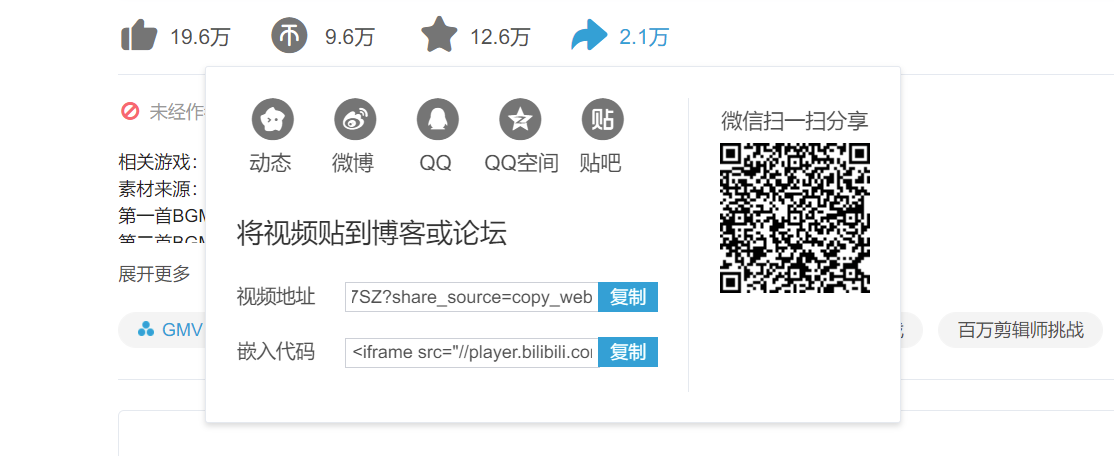 19.6万 9.6万 12.6万 2.1万
未经作
相关游戏：
素材来源：
第一首BGM
第二首BGM
展开更多
GMV
动态 微博 QQ QQ空间 贴吧
贴
将视频贴到博客或论坛
视频地址 7SZ?share_source=copy_web 复制
嵌入代码 <iframe src="//player.bilibili.co 复制
微信扫一扫分享
百万剪辑师挑战